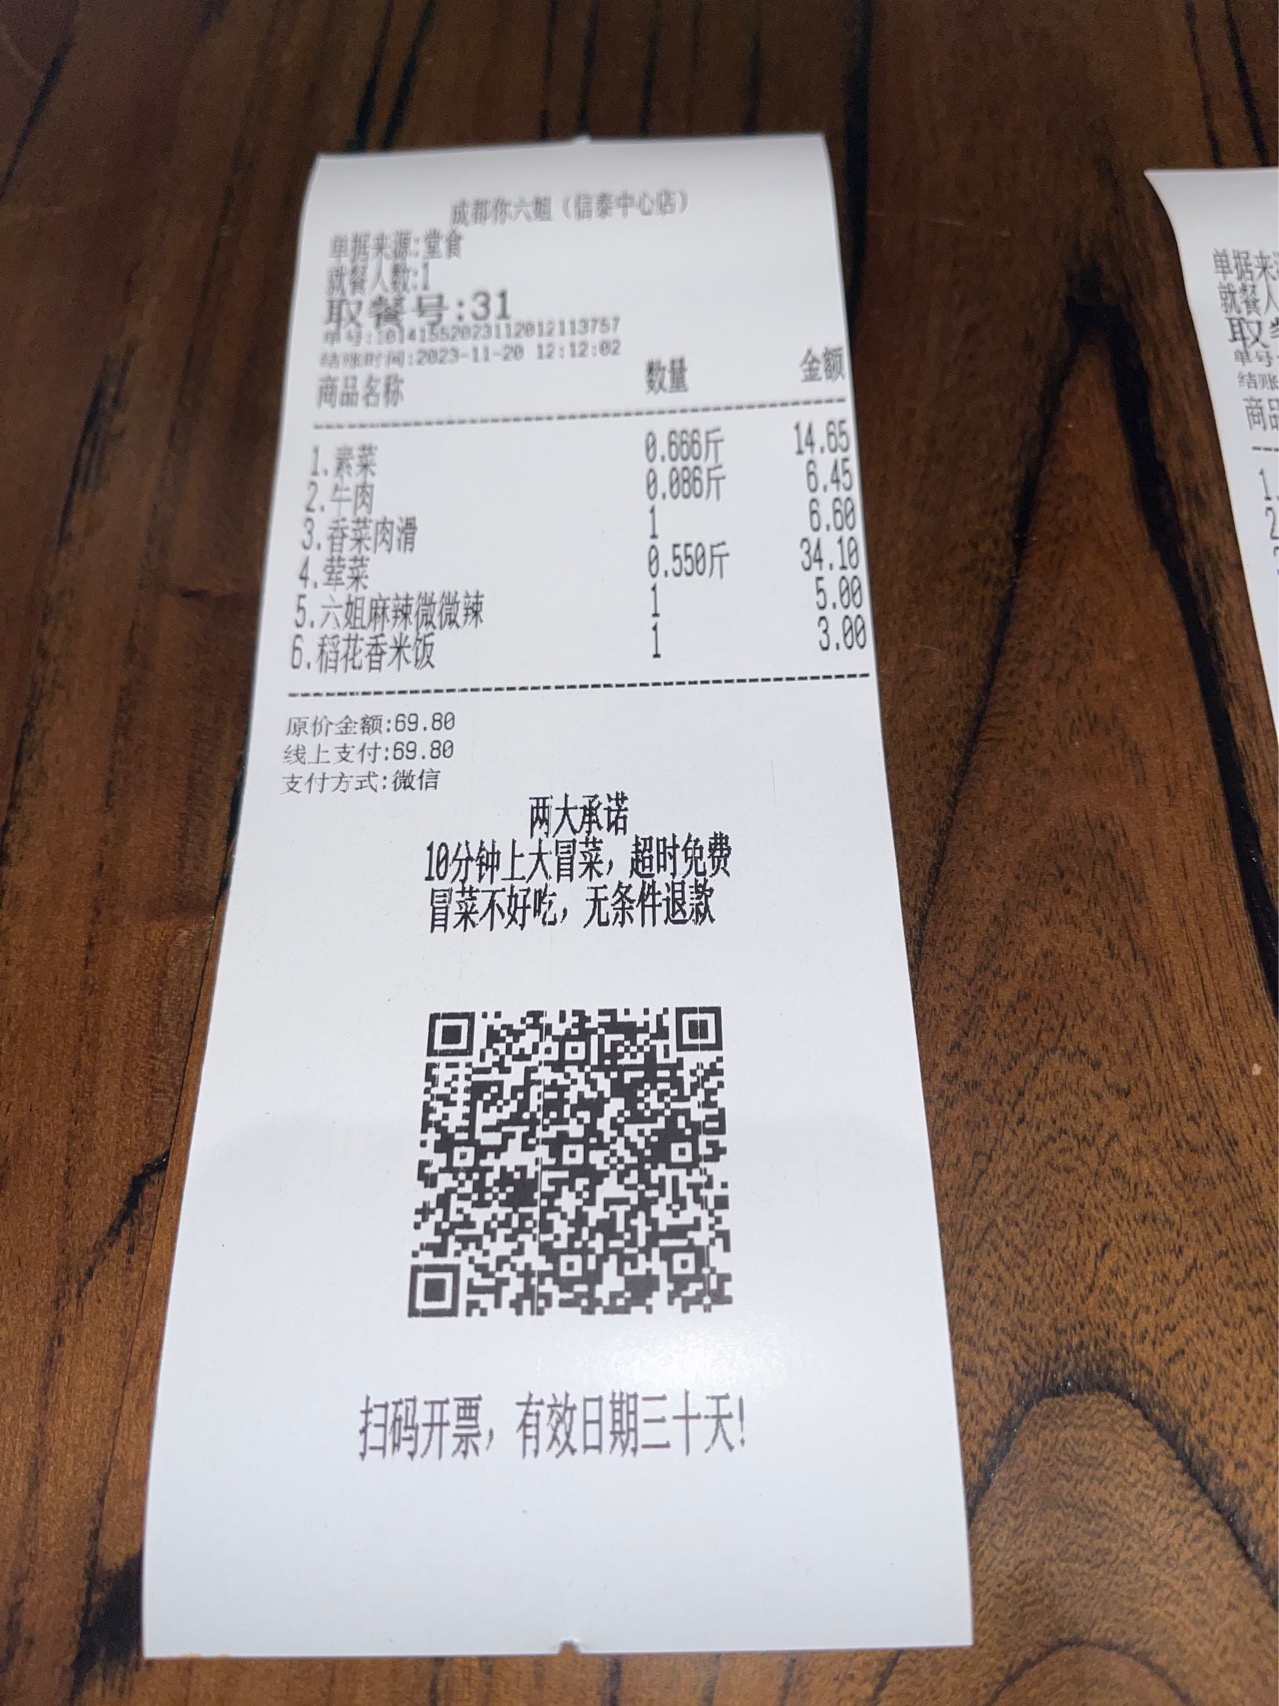 成都你六姐（信泰中心店）
单据来源:堂食
就餐人数:1
取餐号:31
单号:1014155202311201211​3757
结账时间:2023-11-20 12:12:02
商品名称 数量 金额
1.素菜 0.666斤 14.65
2.牛肉 0.086斤 6.45
3.香菜肉滑 1 6.60
4.荤菜 0.550斤 34.10
5.六姐麻辣微微辣 1 5.00
6.稻花香米饭 1 3.00
原价金额:69.80
线上支付:69.80
支付方式:微信
两大承诺
10分钟上大冒菜，超时免费
冒菜不好吃，无条件退款
扫码开票，有效日期三十天!
单据来
就餐人
取
单号
结账
商品
1.
2